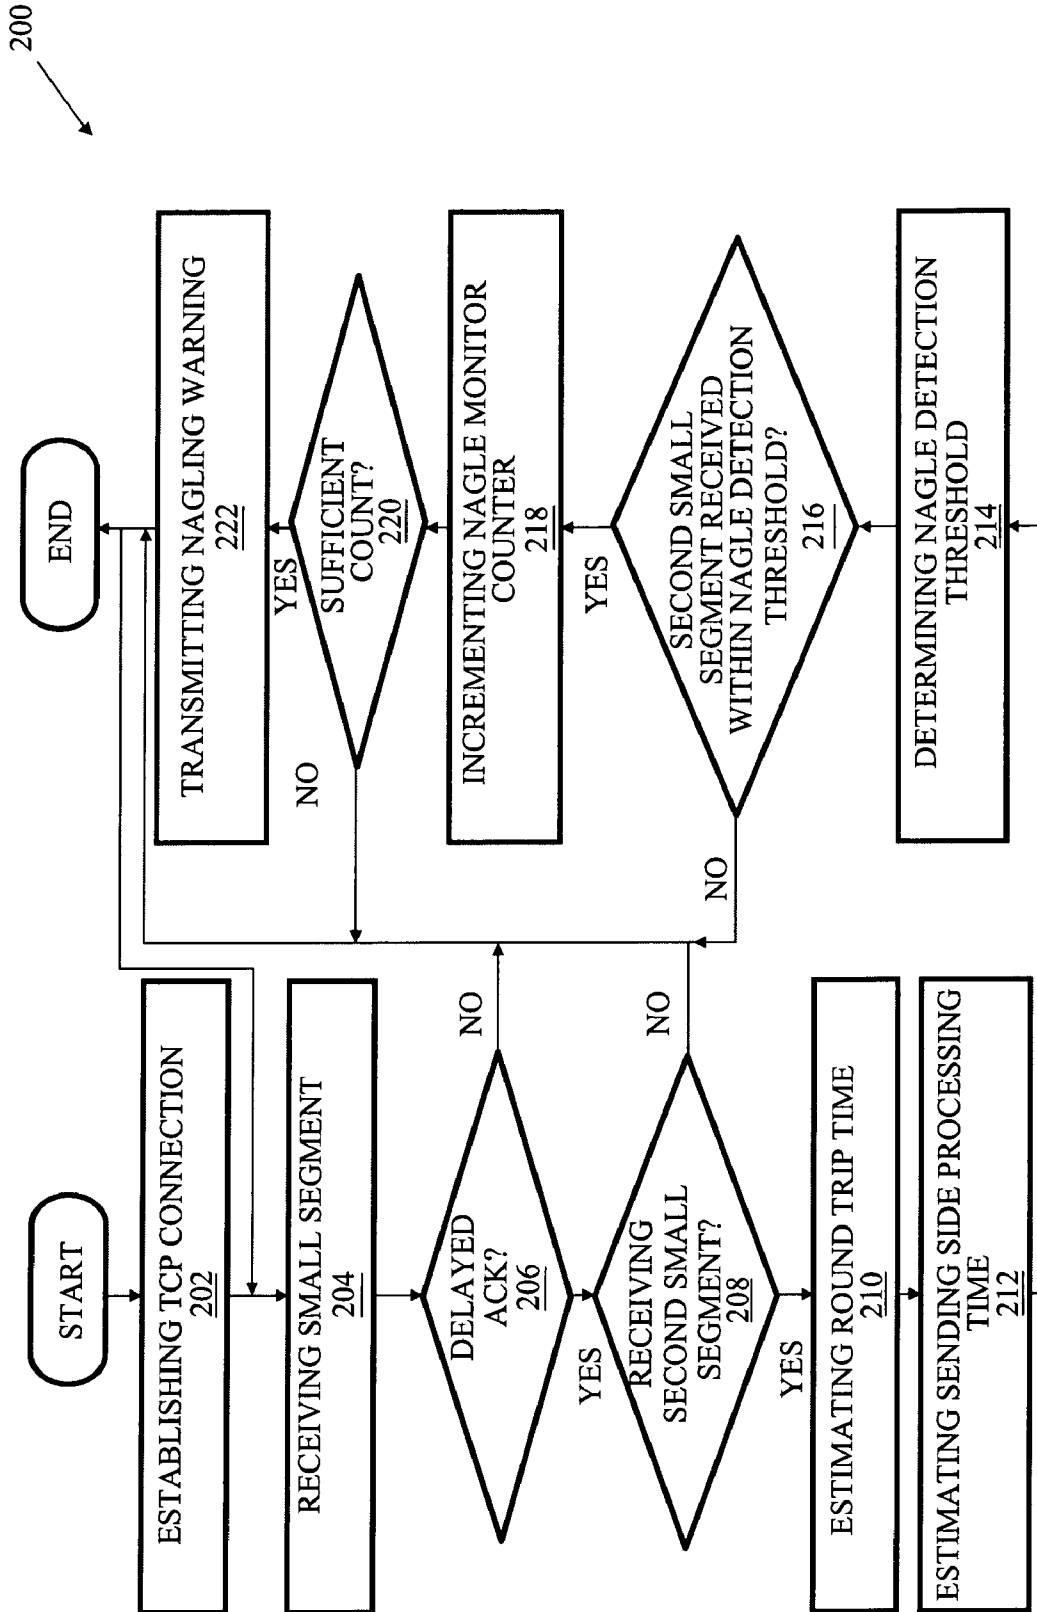 200
START
ESTABLISHING TCP CONNECTION
202
RECEIVING SMALL SEGMENT
204
DELAYED
ACK?
206
NO
YES
RECEIVING
SECOND SMALL
SEGMENT?
208
NO
YES
ESTIMATING ROUND TRIP TIME
210
ESTIMATING SENDING SIDE PROCESSING
TIME
212
DETERMINING NAGLE DETECTION
THRESHOLD
214
SECOND SMALL
SEGMENT RECEIVED
WITHIN NAGLE DETECTION
THRESHOLD?
216
NO
YES
INCREMENTING NAGLE MONITOR
COUNTER
218
SUFFICIENT
COUNT?
220
NO
YES
TRANSMITTING NAGLING WARNING
222
END